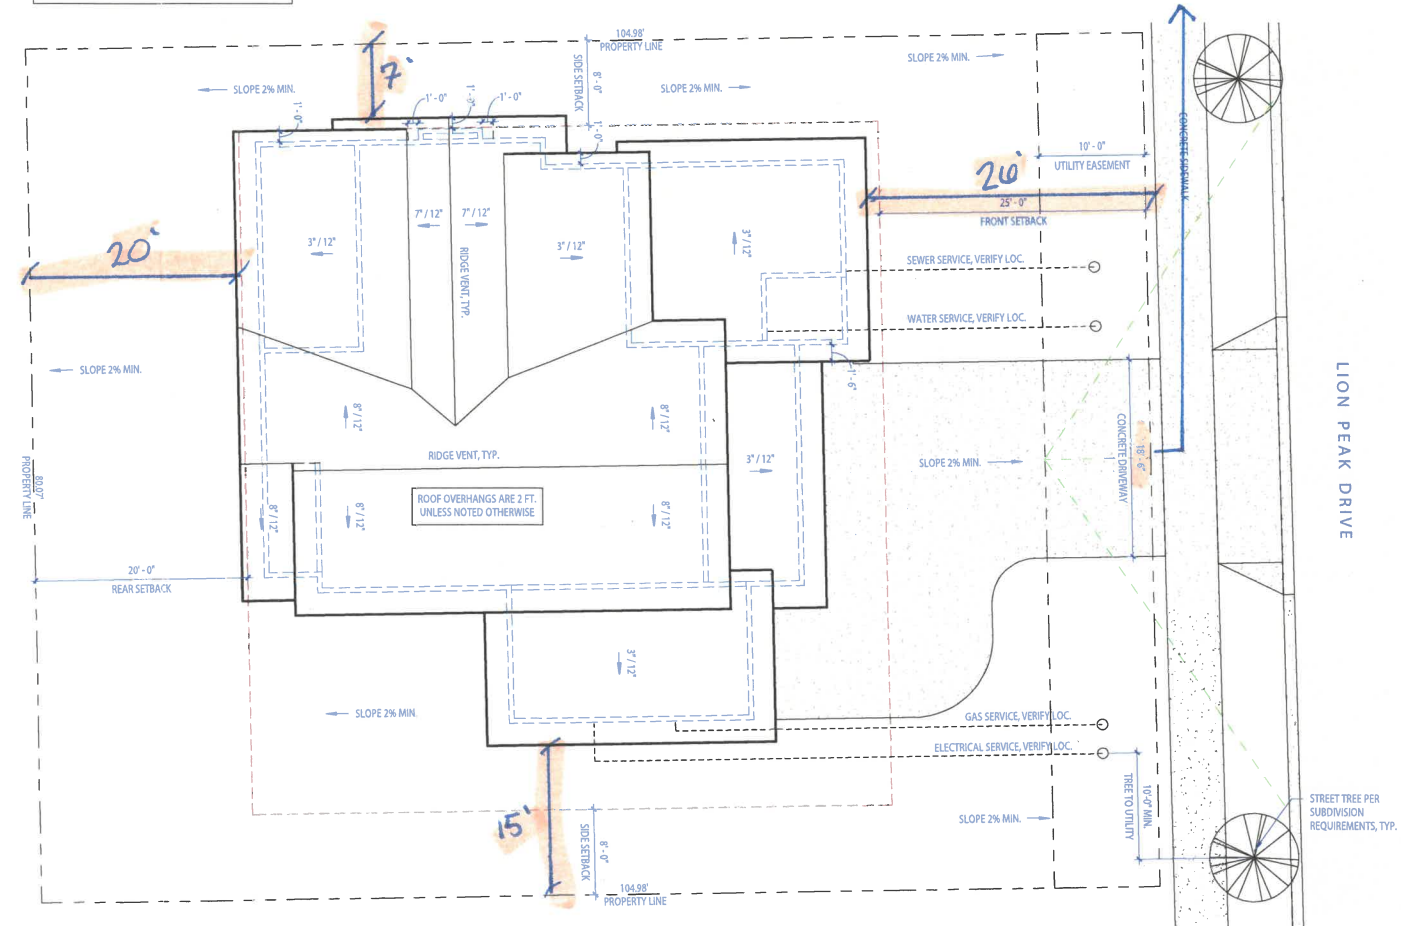 104.98'
PROPERTY LINE
7'
8'-0"
SIDE SETBACK
SLOPE 2% MIN.
SLOPE 2% MIN.
SLOPE 2% MIN.
1'-0"
1'-0"
1'-0"
1'-0"
1'-0"
CONCRETE SIDEWALK
10'-0"
UTILITY EASEMENT
26'
25'-0"
FRONT SETBACK
20'
3"/12"
7"/12"
7"/12"
RIDGE VENT, TYP.
3"/12"
3"/12"
SEWER SERVICE, VERIFY LOC.
WATER SERVICE, VERIFY LOC.
1'-6"
SLOPE 2% MIN.
LION PEAK DRIVE
8"/12"
8"/12"
RIDGE VENT, TYP.
3"/12"
SLOPE 2% MIN.
18'-6"
CONCRETE DRIVEWAY
80.07'
PROPERTY LINE
ROOF OVERHANGS ARE 2 FT.
UNLESS NOTED OTHERWISE
8"/12"
8"/12"
8"/12"
20'-0"
REAR SETBACK
3"/12"
SLOPE 2% MIN.
GAS SERVICE, VERIFY LOC.
ELECTRICAL SERVICE, VERIFY LOC.
10'-0" MIN.
TREE TO UTILITY
15'
8'-0"
SIDE SETBACK
SLOPE 2% MIN.
STREET TREE PER
SUBDIVISION
REQUIREMENTS, TYP.
104.98'
PROPERTY LINE